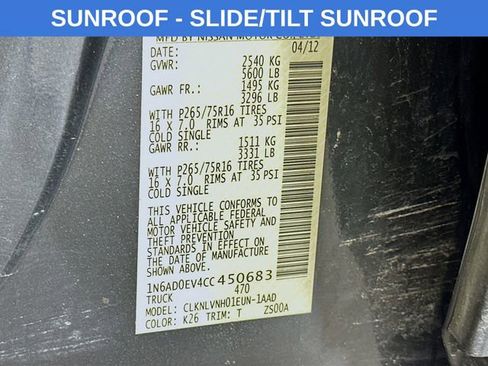 SUNROOF - SLIDE/TILT SUNROOF
MFD BY NISSAN MOTOR
DATE: 04/12
GVWR: 2540 KG
5600 LB
GAWR FR.: 1495 KG
3296 LB
WITH P265/75R16 TIRES
16 X 7.0 RIMS AT 35 PSI
COLD SINGLE
GAWR RR.: 1511 KG
3331 LB
WITH P265/75R16 TIRES
16 X 7.0 RIMS AT 35 PSI
COLD SINGLE
THIS VEHICLE CONFORMS TO
ALL APPLICABLE FEDERAL
MOTOR VEHICLE SAFETY AND
THEFT PREVENTION
STANDARDS IN EFFECT ON
THE DATE OF MANUFACTURE
SHOWN ABOVE.
1N6AD0EV4CC450683
TRUCK 470
MODEL: CLKNLVNH01EUN-1AAD
COLOR: K26 TRIM: T ZS00A